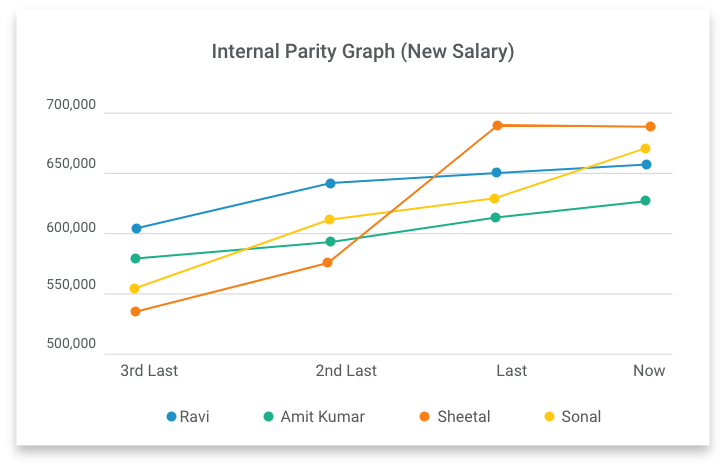 Internal Parity Graph (New Salary)
700,000
650,000
600,000
550,000
500,000
3rd Last 2nd Last Last Now
Ravi Amit Kumar Sheetal Sonal